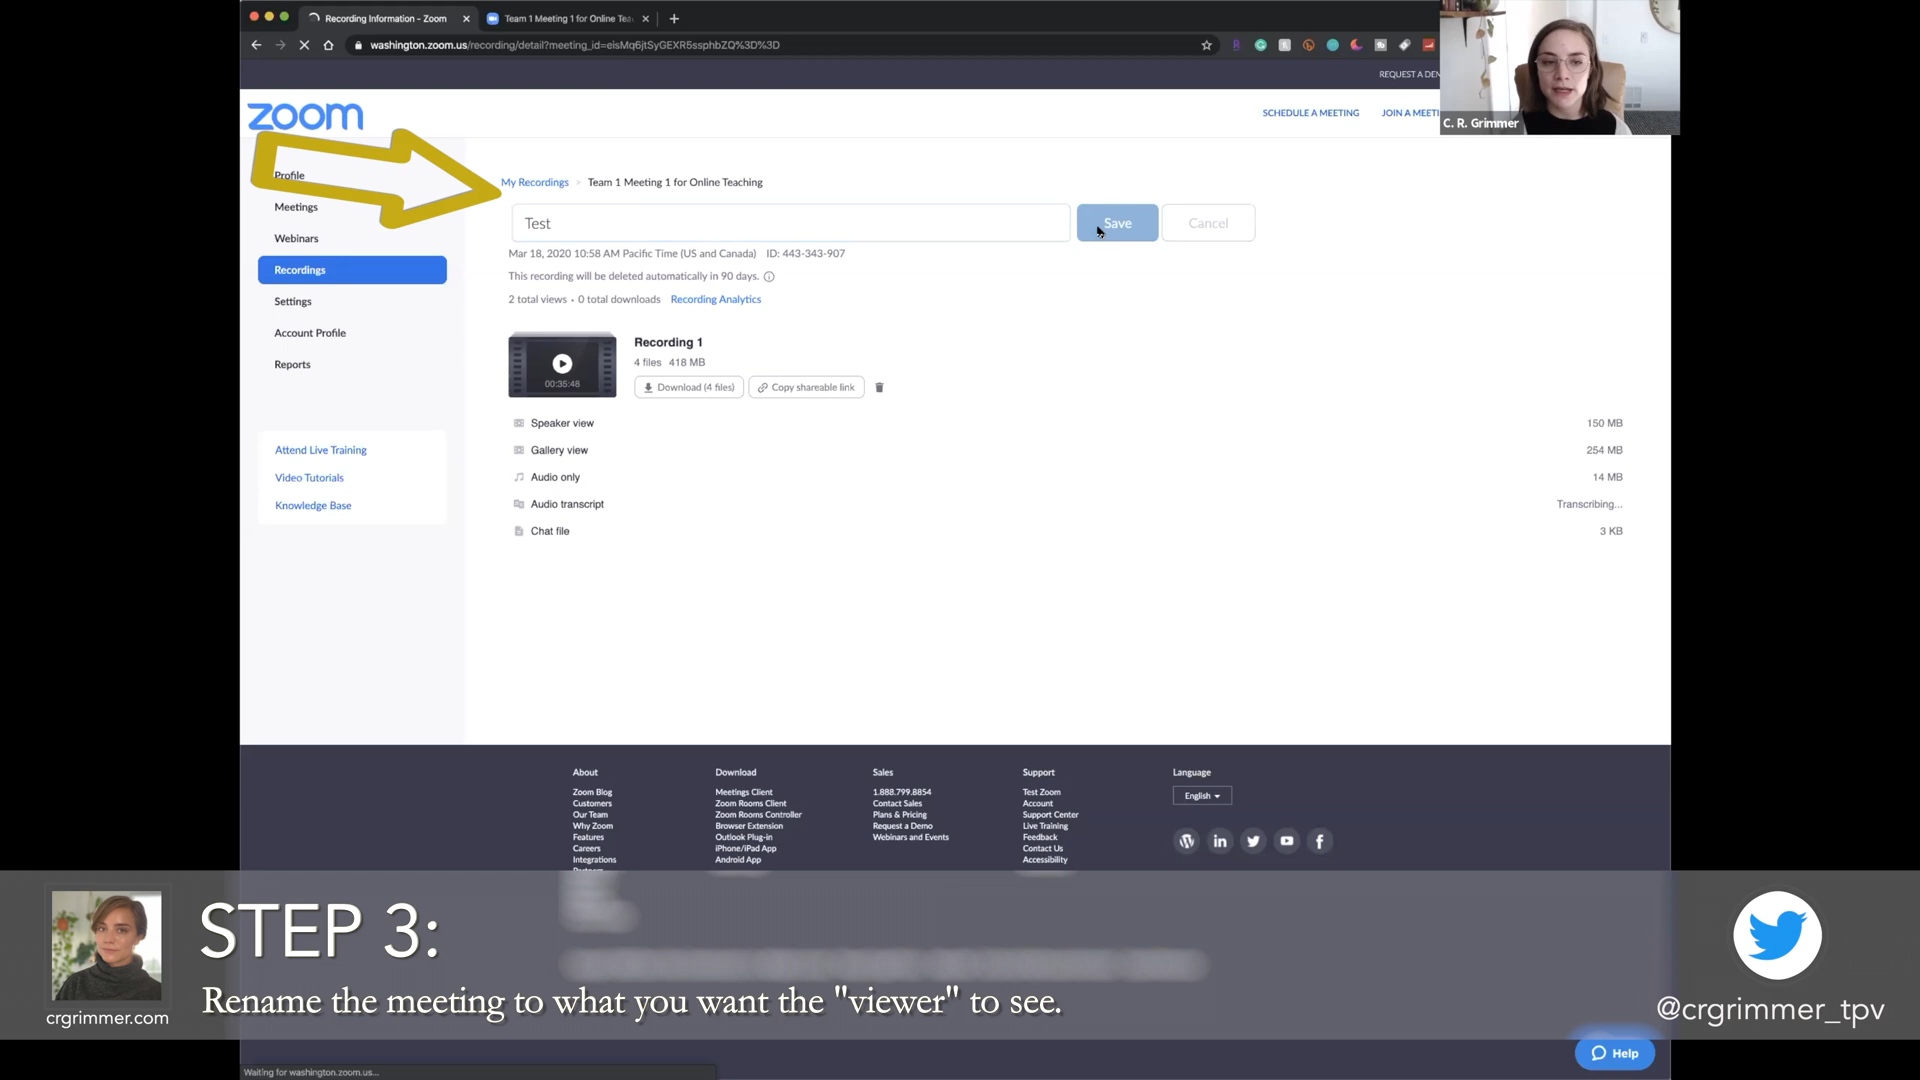 Recording Information - Zoom
Team 1 Meeting 1 for Online Tea
washington.zoom.us/recording/detail?meeting_id=eisMq6jtSyGEXR5ssphbZQ%3D%3D
REQUEST A DEM
zoom
SCHEDULE A MEETING
JOIN A MEETI
C. R. Grimmer
Profile
Meetings
Webinars
Recordings
Settings
Account Profile
Reports
Attend Live Training
Video Tutorials
Knowledge Base
My Recordings > Team 1 Meeting 1 for Online Teaching
Test
Save
Cancel
Mar 18, 2020 10:58 AM Pacific Time (US and Canada) ID: 443-343-907
This recording will be deleted automatically in 90 days.
2 total views • 0 total downloads Recording Analytics
00:35:48
Recording 1
4 files 418 MB
Download (4 files)
Copy shareable link
Speaker view 150 MB
Gallery view 254 MB
Audio only 14 MB
Audio transcript Transcribing...
Chat file 3 KB
About
Zoom Blog
Customers
Our Team
Why Zoom
Features
Careers
Integrations
Download
Meetings Client
Zoom Rooms Client
Zoom Rooms Controller
Browser Extension
Outlook Plug-in
iPhone/iPad App
Android App
Sales
1.888.799.8854
Contact Sales
Plans & Pricing
Request a Demo
Webinars and Events
Support
Test Zoom
Account
Support Center
Live Training
Feedback
Contact Us
Accessibility
Language
English
STEP 3:
Rename the meeting to what you want the "viewer" to see.
crgrimmer.com
@crgrimmer_tpv
Help
Waiting for washington.zoom.us...